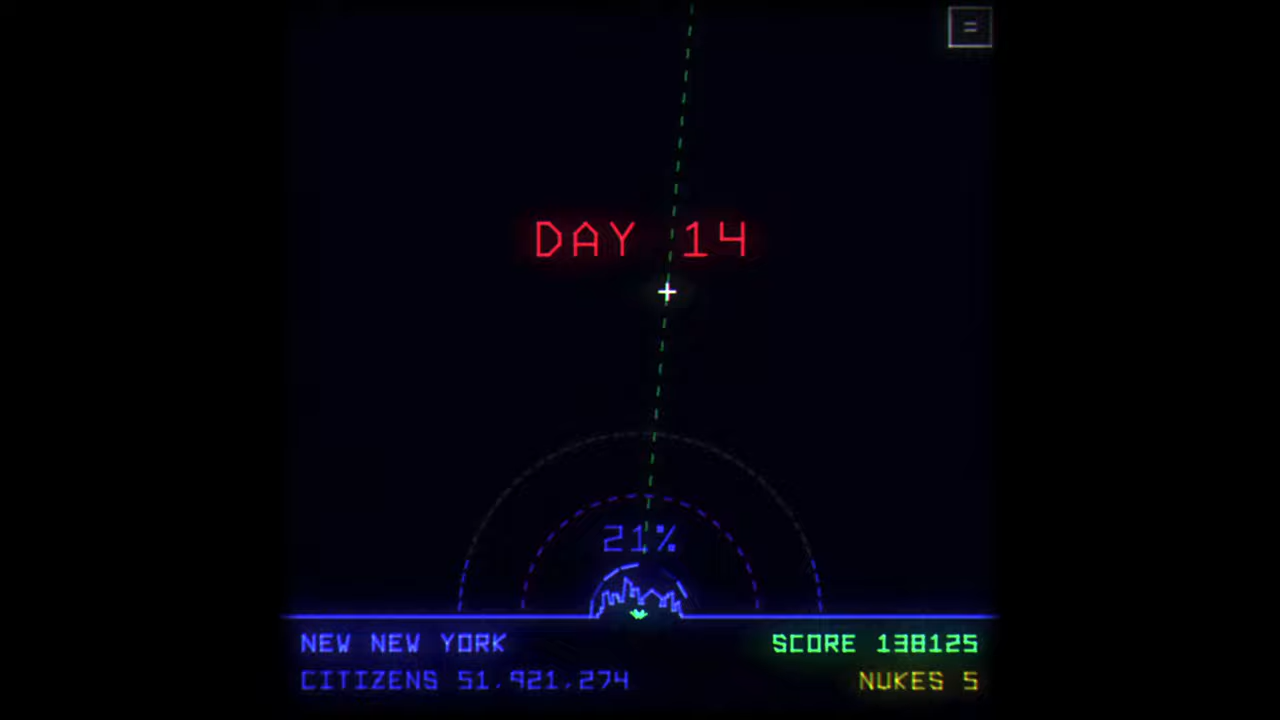 =
DAY 14
21%
NEW NEW YORK
SCORE 138125
CITIZENS 51,921,274
NUKES 5